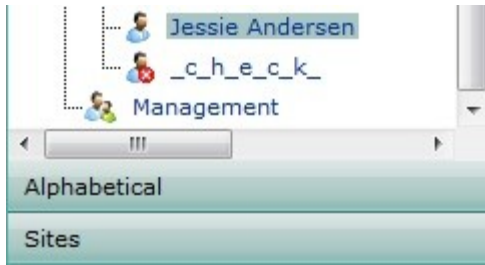 Jessie Andersen
_c_h_e_c_k_
Management
Alphabetical
Sites